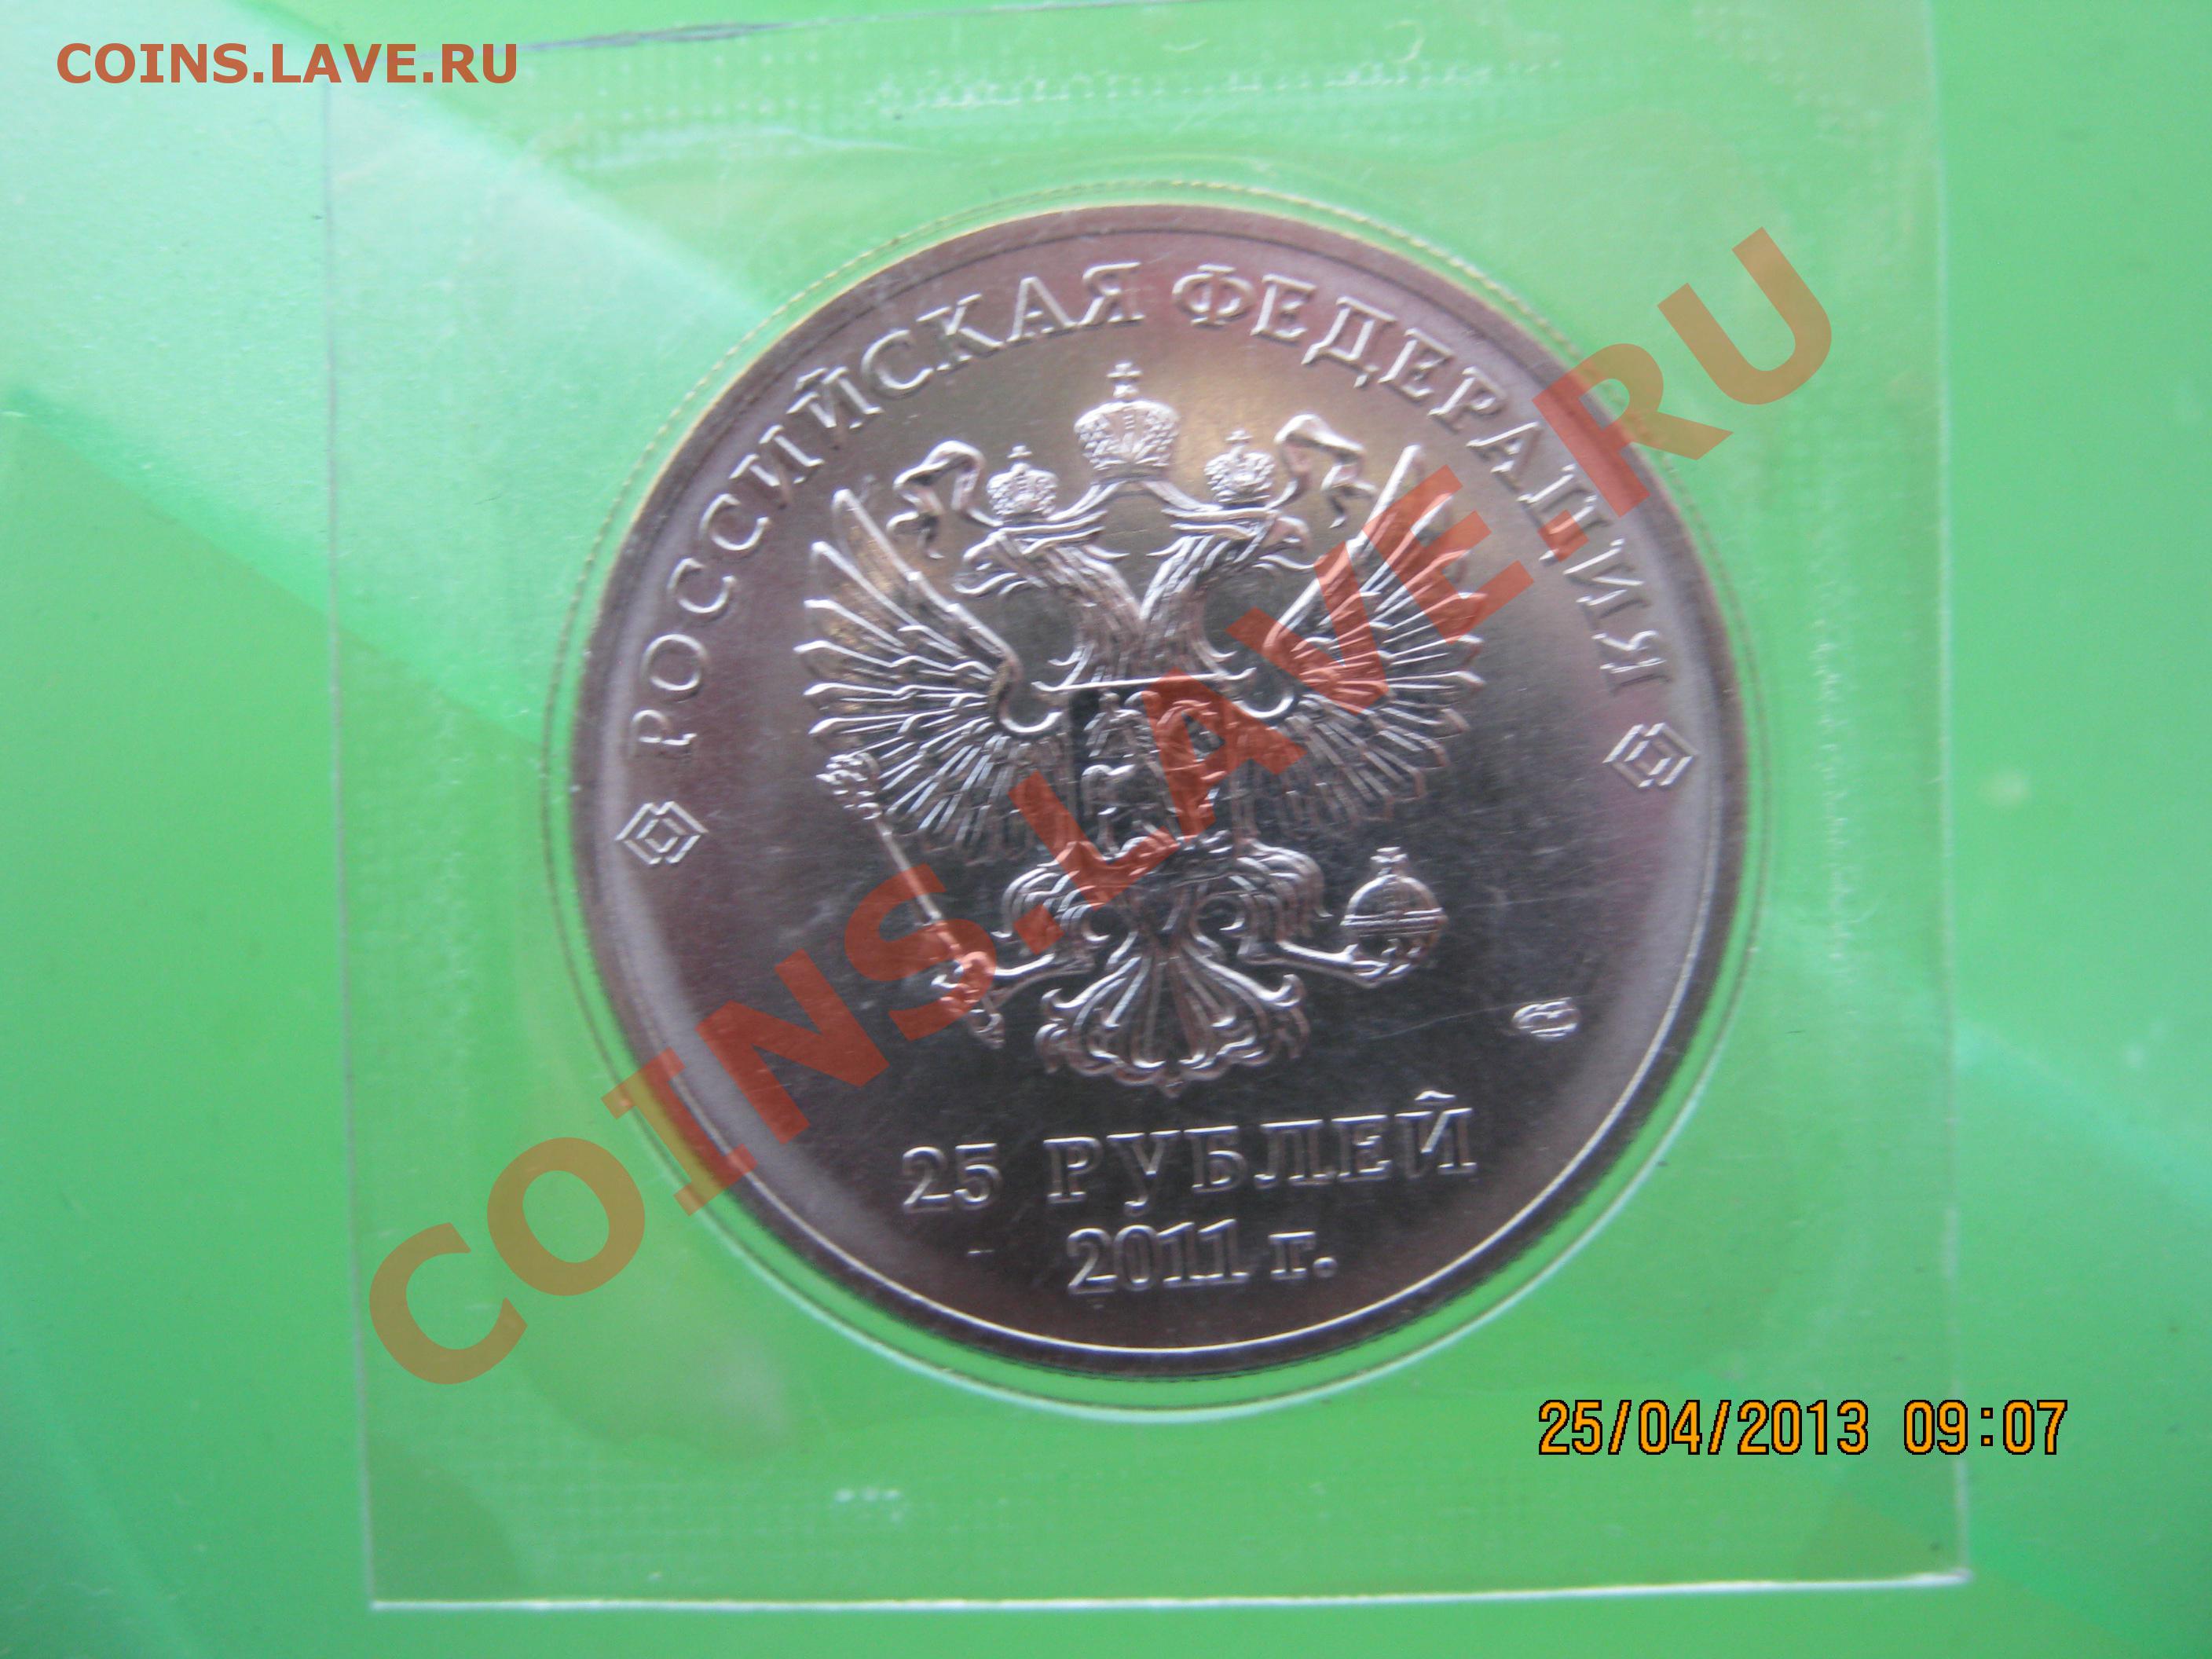 COINS.LAVE.RU
РОССИЙСКАЯ ФЕДЕРАЦИЯ
COINS.LAVE.RU
25 РУБЛЕЙ
2011 г.
25/04/2013 09:07